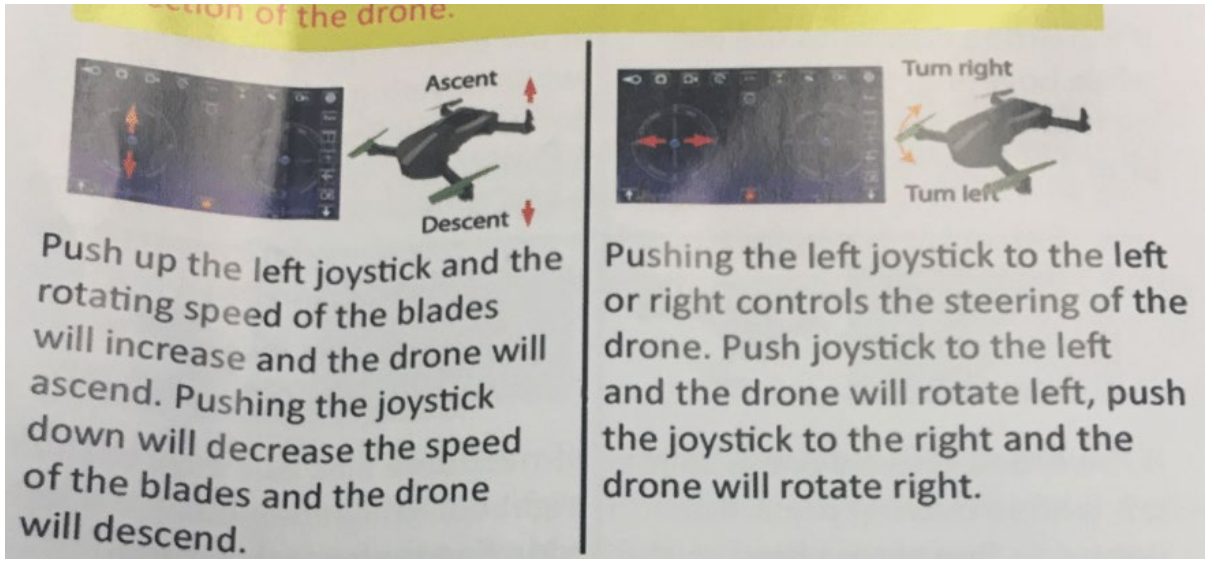 of the drone.
Ascent
Descent
Push up the left joystick and the
rotating speed of the blades
will increase and the drone will
ascend. Pushing the joystick
down will decrease the speed
of the blades and the drone
will descend.
Turn right
Turn left
Pushing the left joystick to the left
or right controls the steering of the
drone. Push joystick to the left
and the drone will rotate left, push
the joystick to the right and the
drone will rotate right.